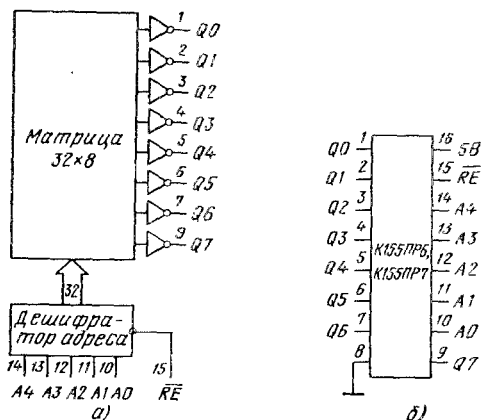 1 Q0
2 Q1
3 Q2
4 Q3
5 Q4
6 Q5
7 Q6
9 Q7
Матрица
32×8
32
Дешифра-
тор адреса
14 13 12 11 10 15
A4 A3 A2 A1 A0 R̅E̅
а)
Q0 1 16 5В
Q1 2 15 R̅E̅
Q2 3 14 A4
Q3 4 13 A3
К155ПР6,
К155ПР7
Q4 5 12 A2
Q5 6 11 A1
Q6 7 10 A0
8 9 Q7
б)